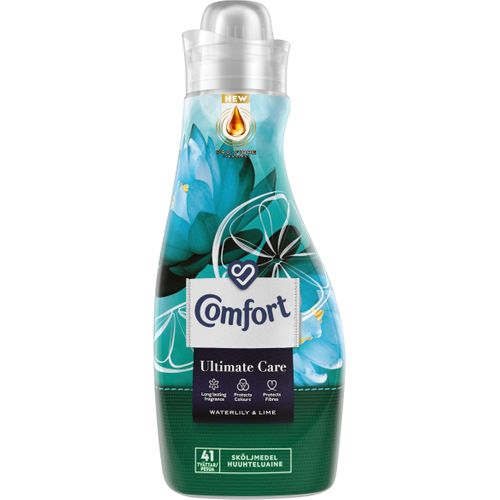 NEW
Comfort
Ultimate Care
Long lasting fragrance
Protects Colours
Protects Fibres
WATERLILY & LIME
41
TVÄTTAR/
PESUA
SKÖLJMEDEL
HUUHTELUAINE